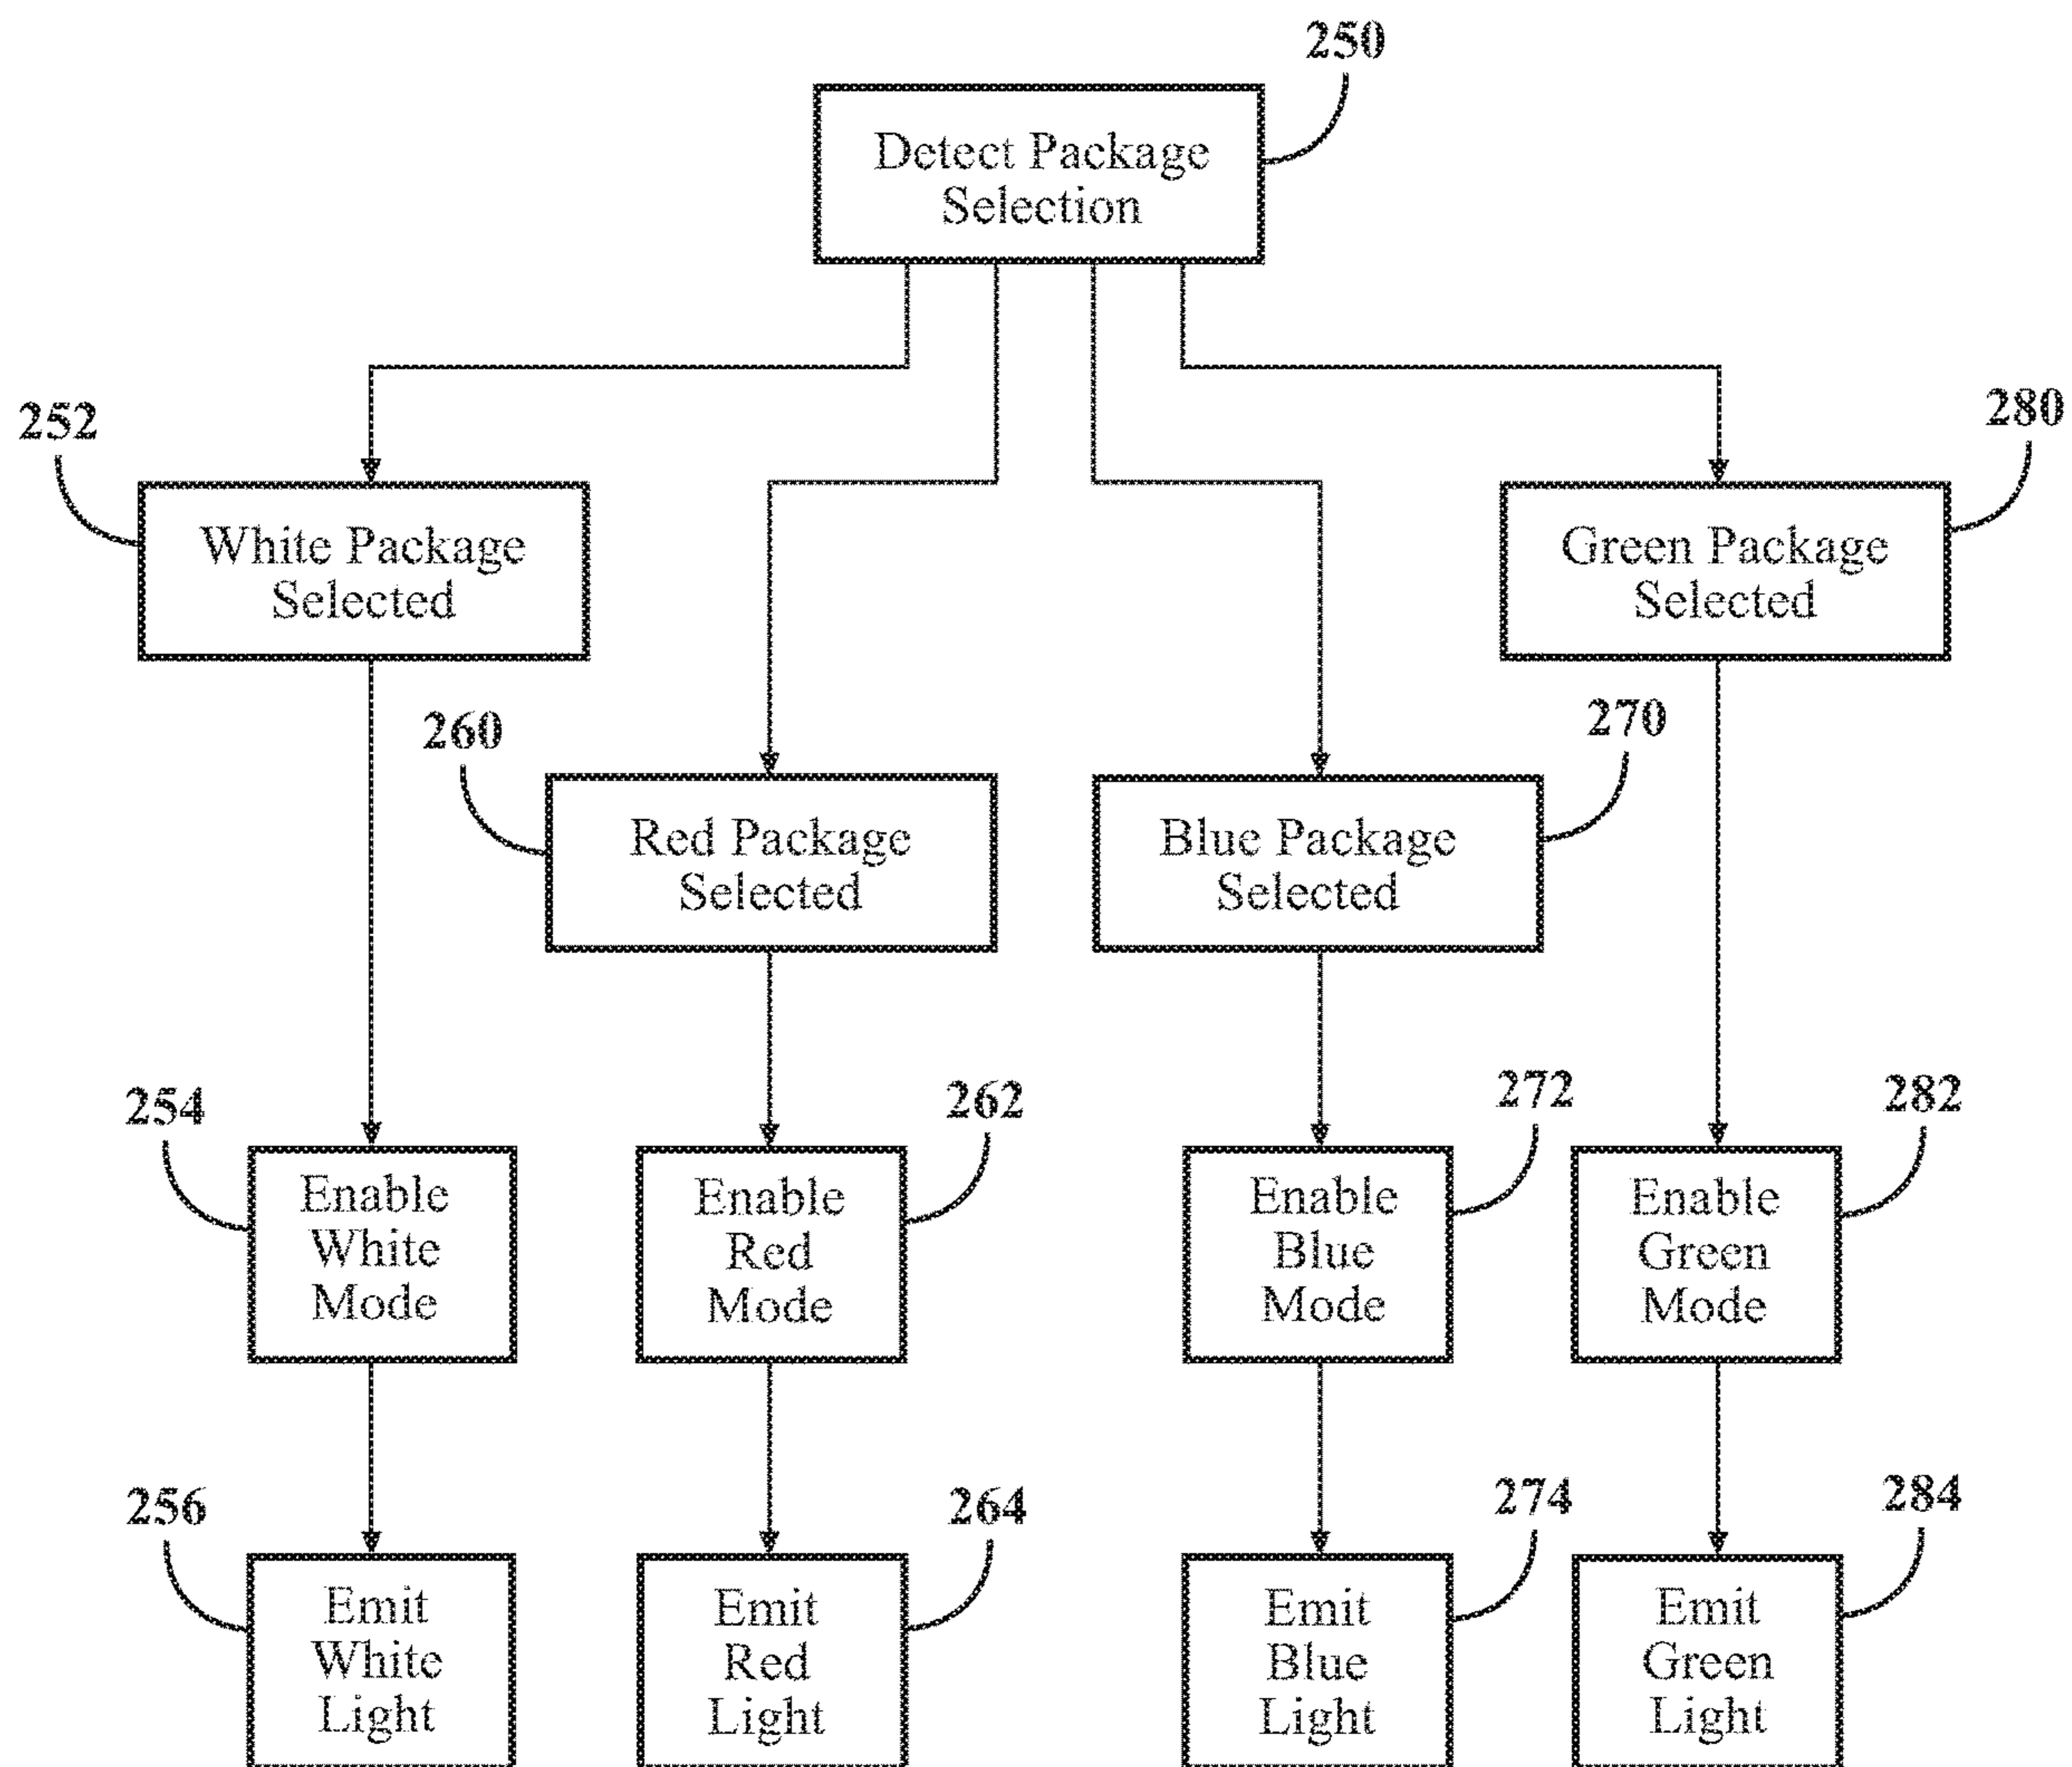 250
Detect Package
Selection
252
White Package
Selected
280
Green Package
Selected
260
Red Package
Selected
270
Blue Package
Selected
254
Enable
White
Mode
262
Enable
Red
Mode
272
Enable
Blue
Mode
282
Enable
Green
Mode
256
Emit
White
Light
264
Emit
Red
Light
274
Emit
Blue
Light
284
Emit
Green
Light